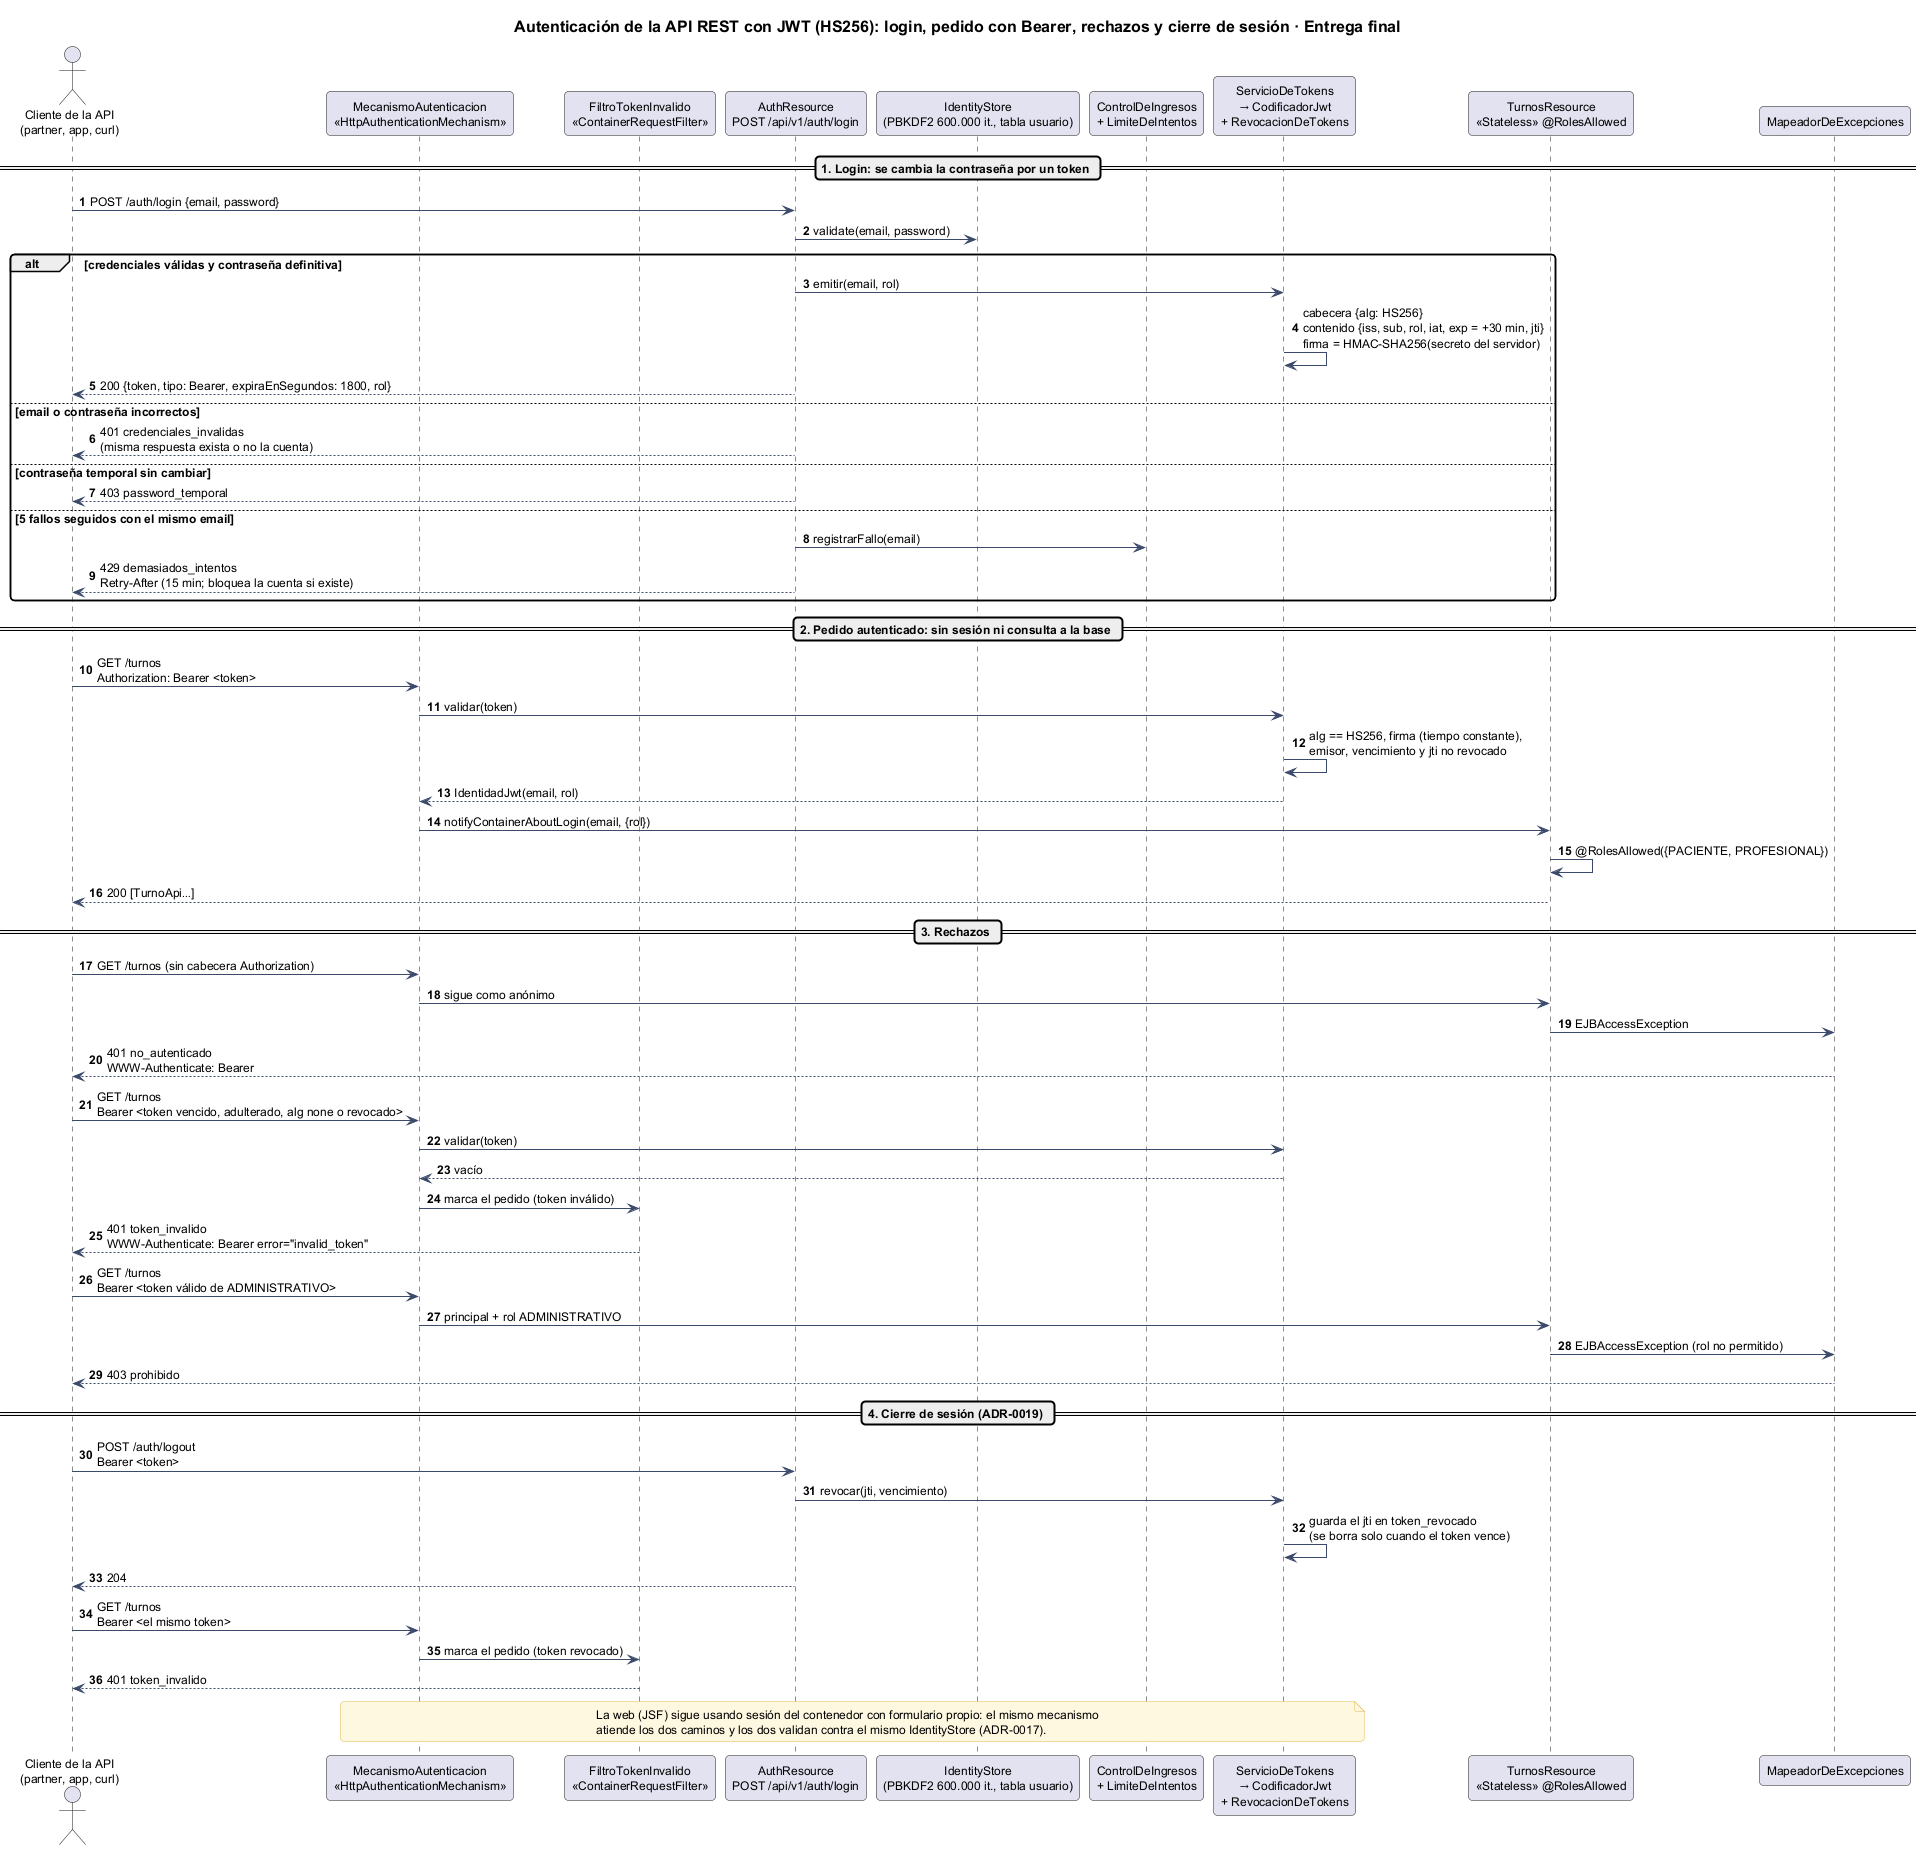 Autenticación de la API REST con JWT (HS256): login, pedido con Bearer, rechazos y cierre de sesión · Entrega final
Cliente de la API
(partner, app, curl)
MecanismoAutenticacion
«HttpAuthenticationMechanism»
FiltroTokenInvalido
«ContainerRequestFilter»
AuthResource
POST /api/v1/auth/login
IdentityStore
(PBKDF2 600.000 it., tabla usuario)
ControlDeIngresos
+ LimiteDeIntentos
ServicioDeTokens
→ CodificadorJwt
+ RevocacionDeTokens
TurnosResource
«Stateless» @RolesAllowed
MapeadorDeExcepciones
1. Login: se cambia la contraseña por un token
1 POST /auth/login {email, password}
2 validate(email, password)
alt [credenciales válidas y contraseña definitiva]
3 emitir(email, rol)
cabecera {alg: HS256}
4 contenido {iss, sub, rol, iat, exp = +30 min, jti}
firma = HMAC-SHA256(secreto del servidor)
5 200 {token, tipo: Bearer, expiraEnSegundos: 1800, rol}
[email o contraseña incorrectos]
6 401 credenciales_invalidas
(misma respuesta exista o no la cuenta)
[contraseña temporal sin cambiar]
7 403 password_temporal
[5 fallos seguidos con el mismo email]
8 registrarFallo(email)
9 429 demasiados_intentos
Retry-After (15 min; bloquea la cuenta si existe)
2. Pedido autenticado: sin sesión ni consulta a la base
10 GET /turnos
Authorization: Bearer <token>
11 validar(token)
12 alg == HS256, firma (tiempo constante),
emisor, vencimiento y jti no revocado
13 IdentidadJwt(email, rol)
14 notifyContainerAboutLogin(email, {rol})
15 @RolesAllowed({PACIENTE, PROFESIONAL})
16 200 [TurnoApi...]
3. Rechazos
17 GET /turnos (sin cabecera Authorization)
18 sigue como anónimo
19 EJBAccessException
20 401 no_autenticado
WWW-Authenticate: Bearer
21 GET /turnos
Bearer <token vencido, adulterado, alg none o revocado>
22 validar(token)
23 vacío
24 marca el pedido (token inválido)
25 401 token_invalido
WWW-Authenticate: Bearer error="invalid_token"
26 GET /turnos
Bearer <token válido de ADMINISTRATIVO>
27 principal + rol ADMINISTRATIVO
28 EJBAccessException (rol no permitido)
29 403 prohibido
4. Cierre de sesión (ADR-0019)
30 POST /auth/logout
Bearer <token>
31 revocar(jti, vencimiento)
32 guarda el jti en token_revocado
(se borra solo cuando el token vence)
33 204
34 GET /turnos
Bearer <el mismo token>
35 marca el pedido (token revocado)
36 401 token_invalido
La web (JSF) sigue usando sesión del contenedor con formulario propio: el mismo mecanismo
atiende los dos caminos y los dos validan contra el mismo IdentityStore (ADR-0017).
Cliente de la API
(partner, app, curl)
MecanismoAutenticacion
«HttpAuthenticationMechanism»
FiltroTokenInvalido
«ContainerRequestFilter»
AuthResource
POST /api/v1/auth/login
IdentityStore
(PBKDF2 600.000 it., tabla usuario)
ControlDeIngresos
+ LimiteDeIntentos
ServicioDeTokens
→ CodificadorJwt
+ RevocacionDeTokens
TurnosResource
«Stateless» @RolesAllowed
MapeadorDeExcepciones